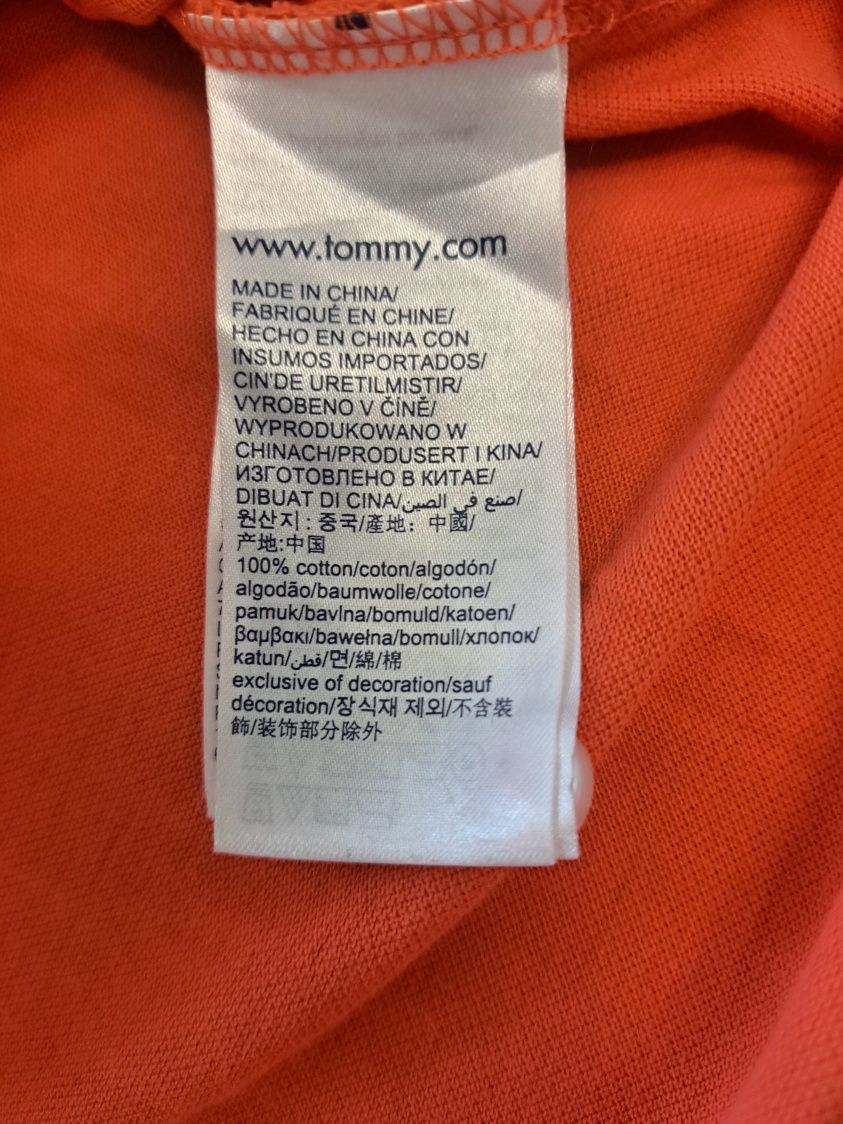 www.tommy.com
MADE IN CHINA/
FABRIQUÉ EN CHINE/
HECHO EN CHINA CON
INSUMOS IMPORTADOS/
CIN'DE URETILMISTIR/
VYROBENO V ČÍNĚ/
WYPRODUKOWANO W
CHINACH/PRODUSERT I KINA/
ИЗГОТОВЛЕНО В КИТАЕ/
DIBUAT DI CINA/صنع في الصين/
원산지 : 중국/產地： 中國/
产地:中国
100% cotton/coton/algodón/
algodão/baumwolle/cotone/
pamuk/bavlna/bomuld/katoen/
βαμβακι/bawełna/bomull/хлопок/
katun/قطن/면/綿/棉
exclusive of decoration/sauf
décoration/장식재 제외/不含裝
飾/装饰部分除外